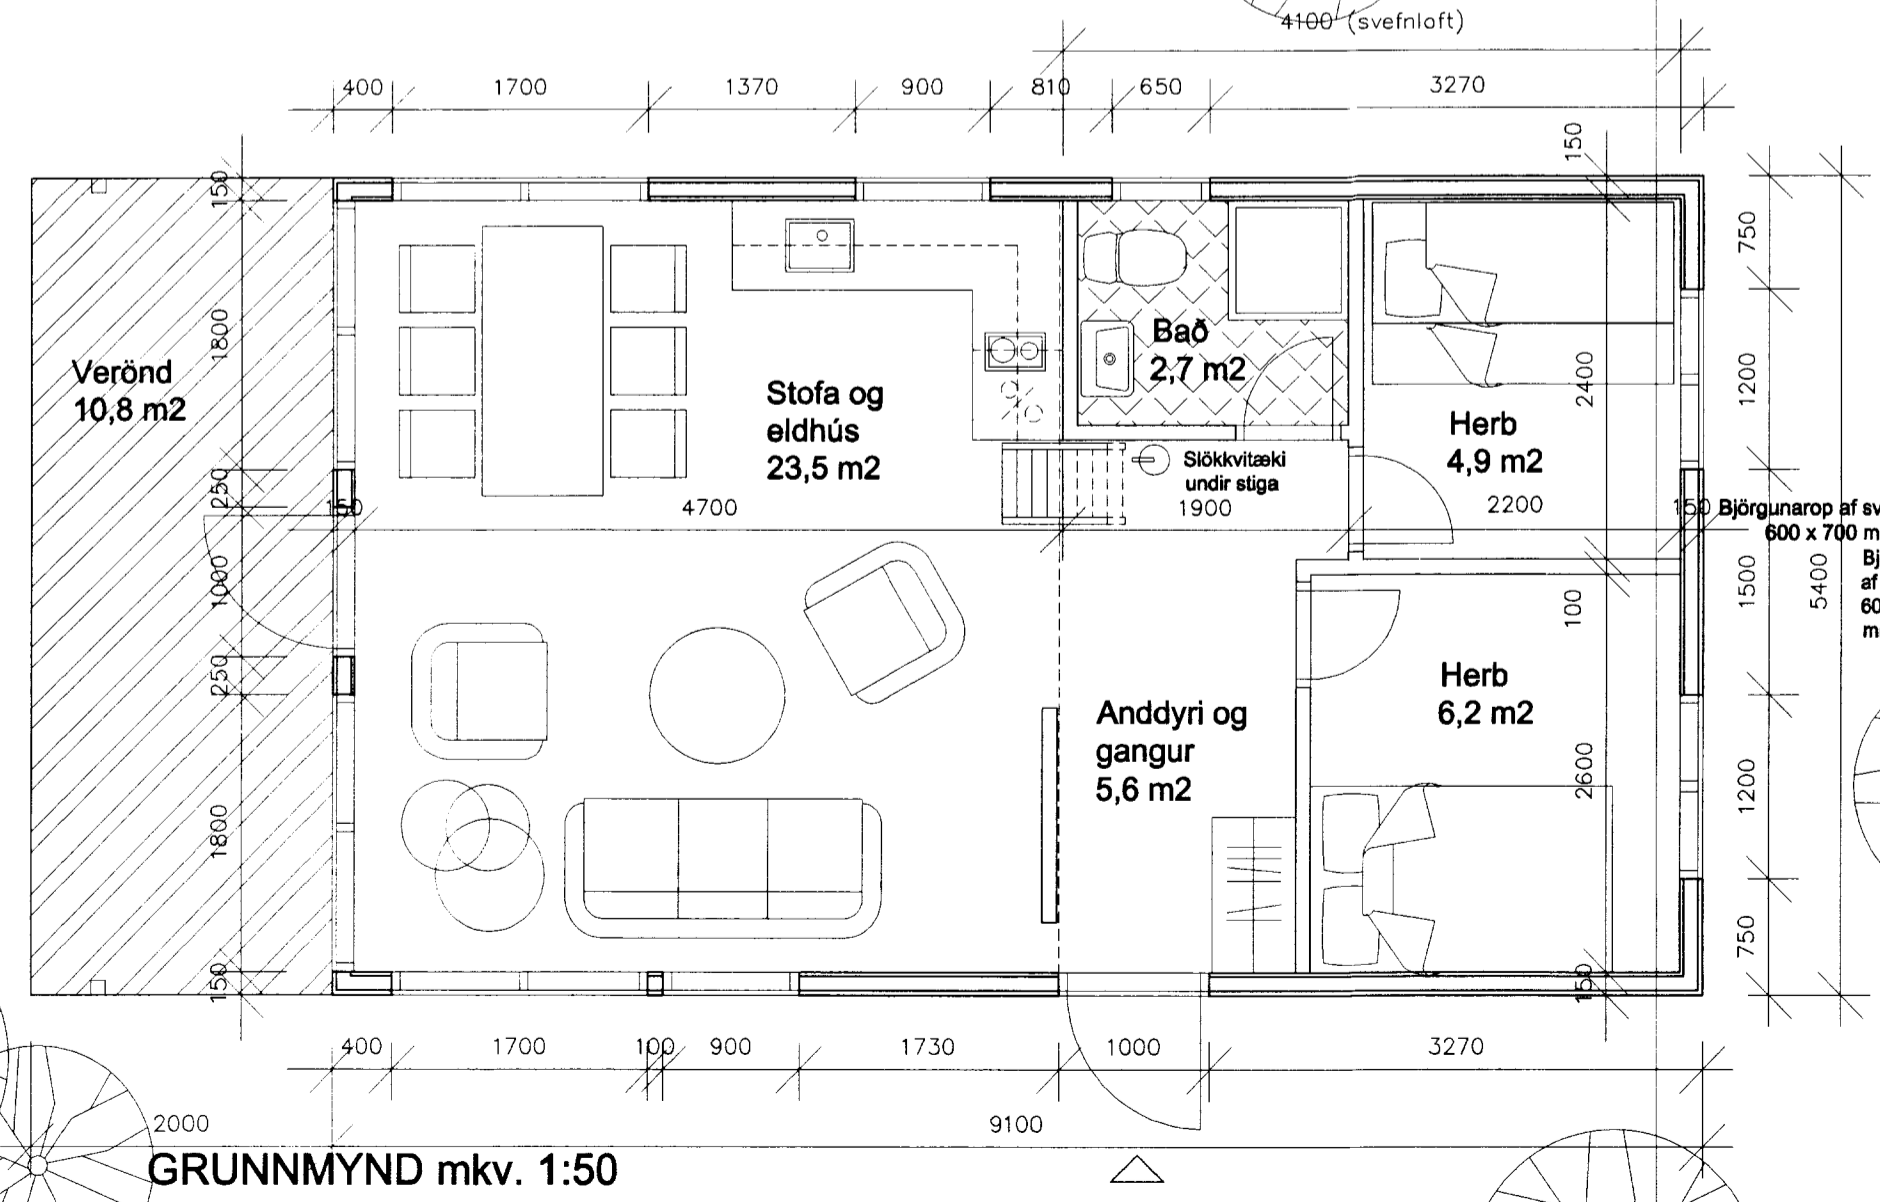 4100 (svefnloft)
400 1700 1370 900 810 650 3270
150
150
750
1800
Verönd
10,8 m2
Stofa og
eldhús
23,5 m2
Bað
2,7 m2
2400
1200
Herb
4,9 m2
Slökkvitæki
undir stiga
250
150 4700 1900 2200 150
Björgunarop af sv
600 x 700 m
Bj
af
60
m
1000
1500
5400
100
250
Herb
6,2 m2
Anddyri og
gangur
5,6 m2
2600
1200
1800
750
150
150
400 1700 100 900 1730 1000 3270
2000 9100
GRUNNMYND mkv. 1:50